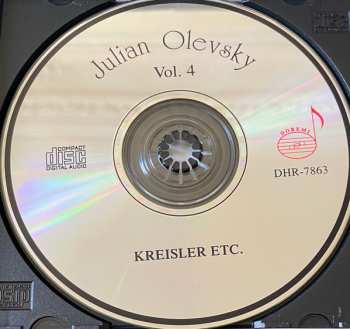 Julian Olevsky
Vol. 4
COMPACT
disc
DIGITAL AUDIO
DOREMI
DHR-7863
KREISLER ETC.